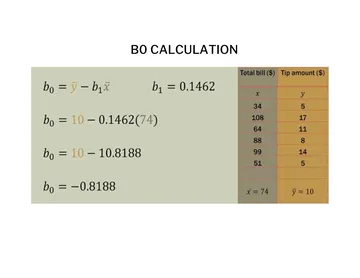 B0 CALCULATION
b₀ = ȳ − b₁x̄    b₁ = 0.1462
b₀ = 10 − 0.1462(74)
b₀ = 10 − 10.8188
b₀ = −0.8188
Total bill ($) Tip amount ($)
x y
34 5
108 17
64 11
88 8
99 14
51 5
x̄ = 74 ȳ = 10